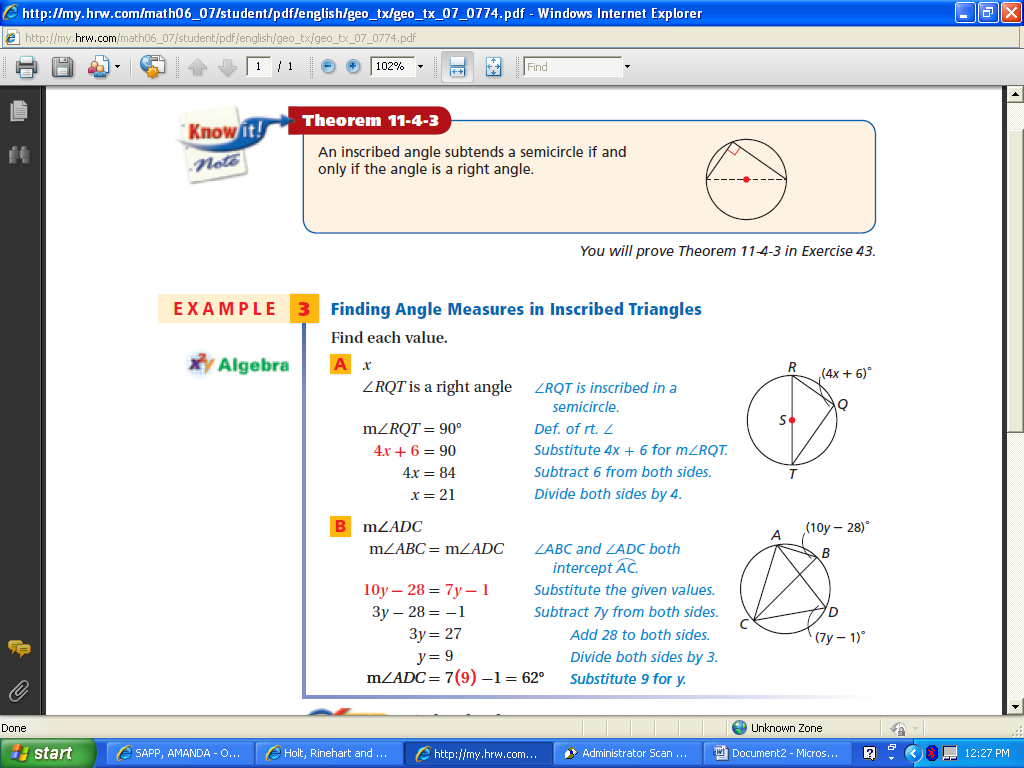 http://my.hrw.com/math06_07/student/pdf/english/geo_tx/geo_tx_07_0774.pdf - Windows Internet Explorer
http://my.hrw.com/math06_07/student/pdf/english/geo_tx/geo_tx_07_0774.pdf
1 / 1 102% Find
Know it! Note
Theorem 11-4-3
An inscribed angle subtends a semicircle if and
only if the angle is a right angle.
You will prove Theorem 11-4-3 in Exercise 43.
EXAMPLE 3 Finding Angle Measures in Inscribed Triangles
Find each value.
x²y Algebra
A x
∠RQT is a right angle ∠RQT is inscribed in a
semicircle.
m∠RQT = 90° Def. of rt. ∠
4x + 6 = 90 Substitute 4x + 6 for m∠RQT.
4x = 84 Subtract 6 from both sides.
x = 21 Divide both sides by 4.
R (4x + 6)°
Q
S
T
B m∠ADC
m∠ABC = m∠ADC ∠ABC and ∠ADC both
intercept AC.
10y – 28 = 7y – 1 Substitute the given values.
3y – 28 = –1 Subtract 7y from both sides.
3y = 27 Add 28 to both sides.
y = 9 Divide both sides by 3.
m∠ADC = 7(9) –1 = 62° Substitute 9 for y.
(10y – 28)°
A B
C D
(7y – 1)°
Done Unknown Zone
start SAPP, AMANDA - O... Holt, Rinehart and ... http://my.hrw.com... Administrator Scan ... Document2 - Micros... 12:27 PM